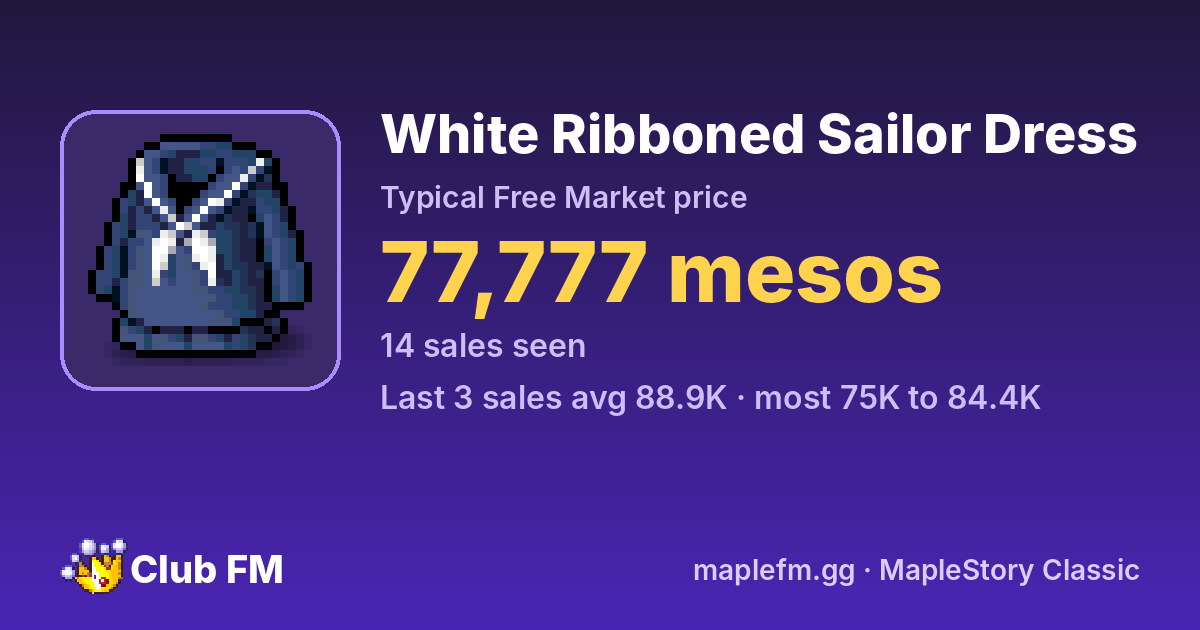 White Ribboned Sailor Dress
Typical Free Market price
77,777 mesos
14 sales seen
Last 3 sales avg 88.9K · most 75K to 84.4K
Club FM
maplefm.gg · MapleStory Classic